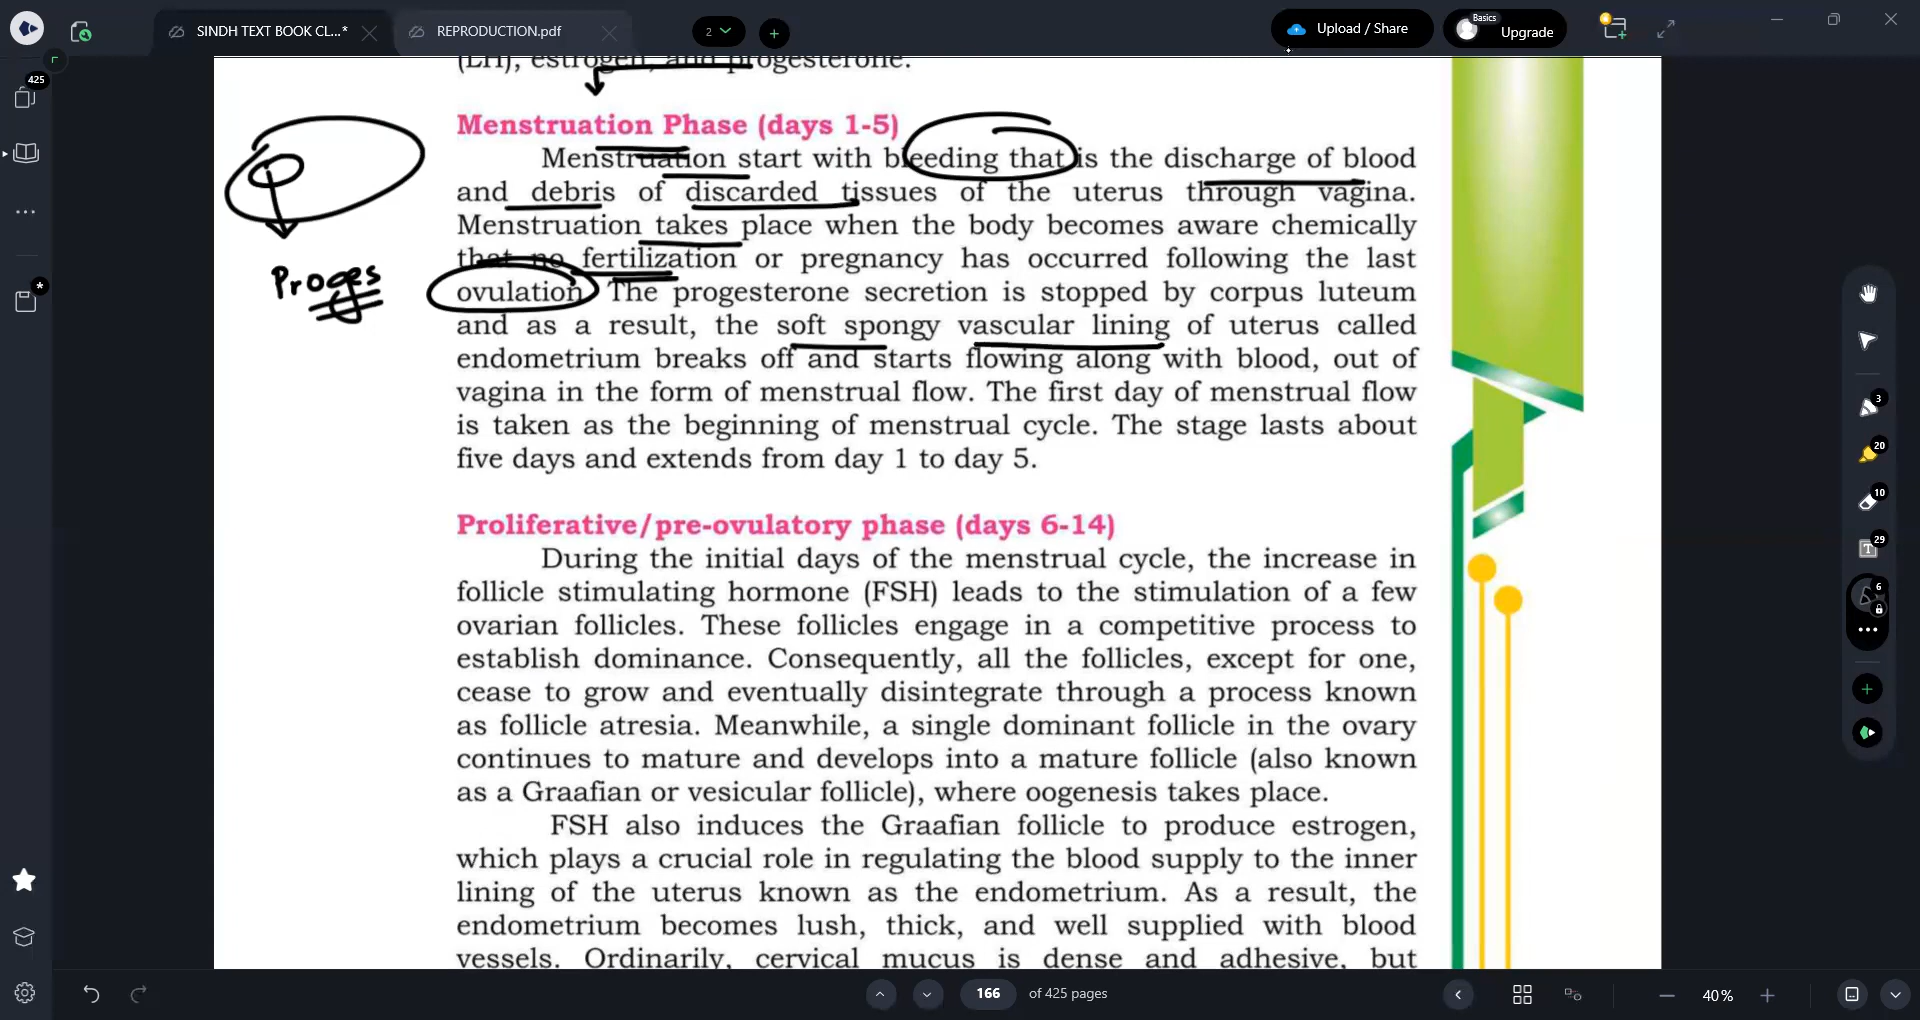 SINDH TEXT BOOK CL...*
REPRODUCTION.pdf
2
Upload / Share
Basics
Upgrade
425
(LH), estrogen, and progesterone.
Menstruation Phase (days 1-5)
Menstruation start with bleeding that is the discharge of blood
and debris of discarded tissues of the uterus through vagina.
Menstruation takes place when the body becomes aware chemically
that no fertilization or pregnancy has occurred following the last
ovulation. The progesterone secretion is stopped by corpus luteum
and as a result, the soft spongy vascular lining of uterus called
endometrium breaks off and starts flowing along with blood, out of
vagina in the form of menstrual flow. The first day of menstrual flow
is taken as the beginning of menstrual cycle. The stage lasts about
five days and extends from day 1 to day 5.
Proges
Proliferative/pre-ovulatory phase (days 6-14)
During the initial days of the menstrual cycle, the increase in
follicle stimulating hormone (FSH) leads to the stimulation of a few
ovarian follicles. These follicles engage in a competitive process to
establish dominance. Consequently, all the follicles, except for one,
cease to grow and eventually disintegrate through a process known
as follicle atresia. Meanwhile, a single dominant follicle in the ovary
continues to mature and develops into a mature follicle (also known
as a Graafian or vesicular follicle), where oogenesis takes place.
FSH also induces the Graafian follicle to produce estrogen,
which plays a crucial role in regulating the blood supply to the inner
lining of the uterus known as the endometrium. As a result, the
endometrium becomes lush, thick, and well supplied with blood
vessels. Ordinarily, cervical mucus is dense and adhesive, but
3
20
10
T
29
6
166
of 425 pages
40%